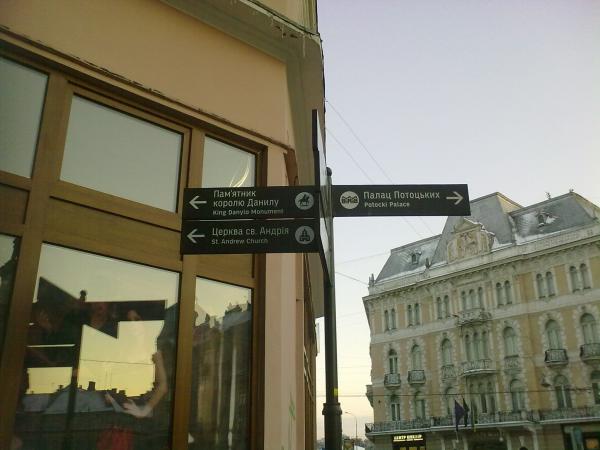 Пам'ятник
королю Данилу
King Danylo Monument
Церква св. Андрія
St. Andrew Church
Палац Потоцьких
Potocki Palace